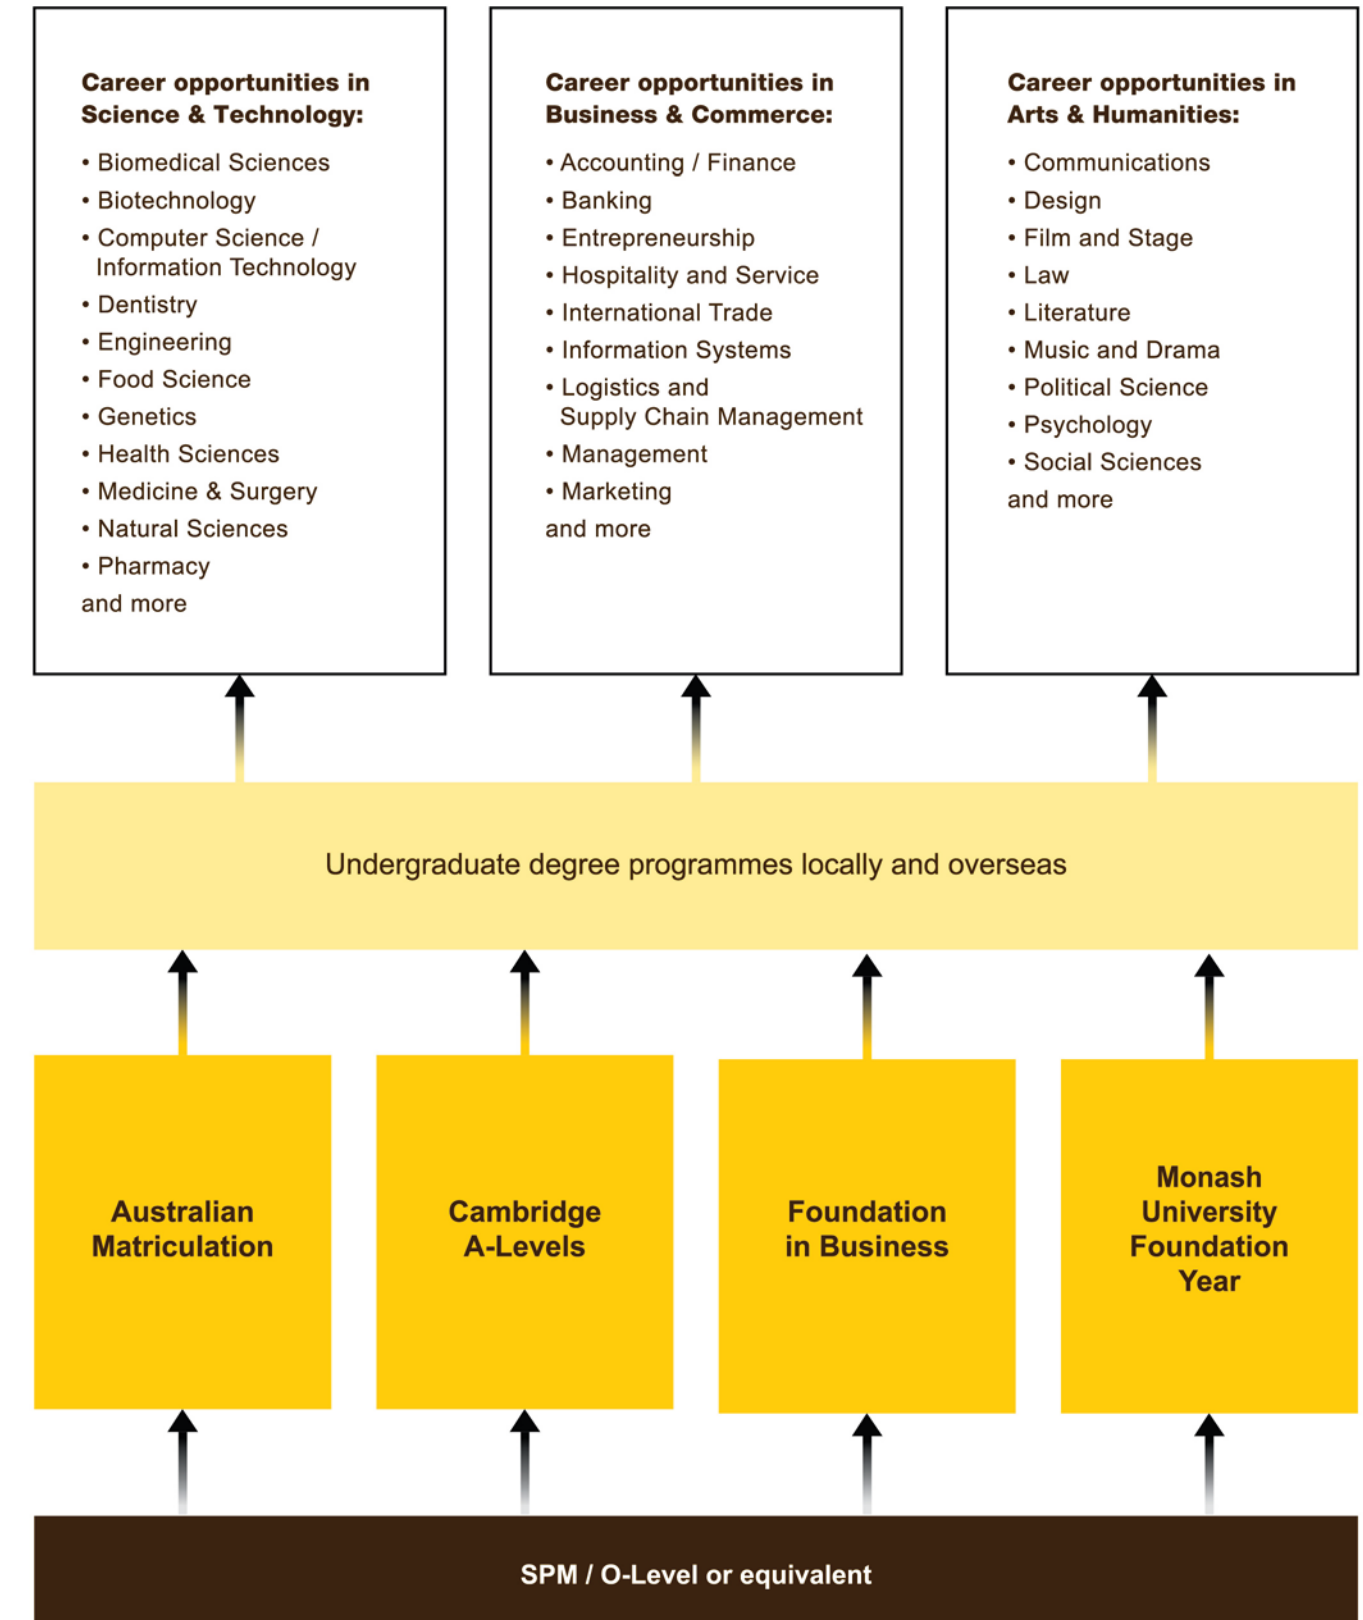 Career opportunities in
Science & Technology:
• Biomedical Sciences
• Biotechnology
• Computer Science /
Information Technology
• Dentistry
• Engineering
• Food Science
• Genetics
• Health Sciences
• Medicine & Surgery
• Natural Sciences
• Pharmacy
and more
Career opportunities in
Business & Commerce:
• Accounting / Finance
• Banking
• Entrepreneurship
• Hospitality and Service
• International Trade
• Information Systems
• Logistics and
Supply Chain Management
• Management
• Marketing
and more
Career opportunities in
Arts & Humanities:
• Communications
• Design
• Film and Stage
• Law
• Literature
• Music and Drama
• Political Science
• Psychology
• Social Sciences
and more
Undergraduate degree programmes locally and overseas
Australian
Matriculation
Cambridge
A-Levels
Foundation
in Business
Monash
University
Foundation
Year
SPM / O-Level or equivalent